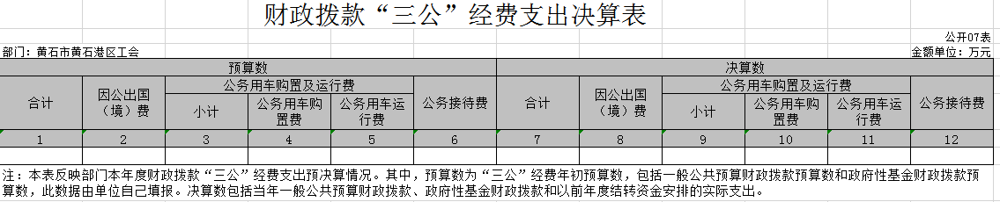 财政拨款“三公”经费支出决算表
公开07表
部门：黄石市黄石港区工会
金额单位：万元
预算数
决算数
合计
因公出国（境）费
公务用车购置及运行费
小计
公务用车购置费
公务用车运行费
公务接待费
合计
因公出国（境）费
公务用车购置及运行费
小计
公务用车购置费
公务用车运行费
公务接待费
1 2 3 4 5 6 7 8 9 10 11 12
注：本表反映部门本年度财政拨款“三公”经费支出预决算情况。其中，预算数为“三公”经费年初预算数，包括一般公共预算财政拨款预算数和政府性基金财政拨款预
算数，此数据由单位自己填报。决算数包括当年一般公共预算财政拨款、政府性基金财政拨款和以前年度结转资金安排的实际支出。